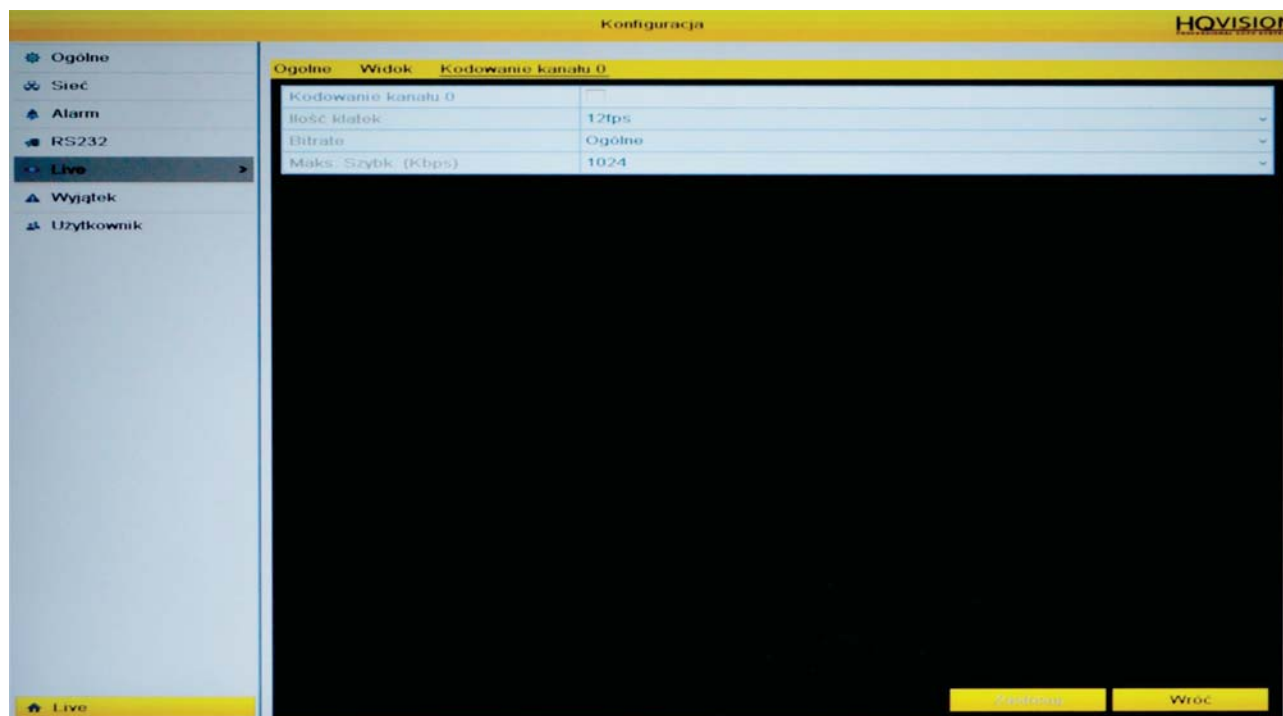 Konfiguracja
HQVISION
Ogólne
Sieć
Alarm
RS232
Live >
Wyjątek
Użytkownik
Ogolne Widok Kodowanie kanału 0
Kodowanie kanału 0
Ilość klatek 12fps
Bitrate Ogólne
Maks. Szybk. (Kbps) 1024
Live
Wróć